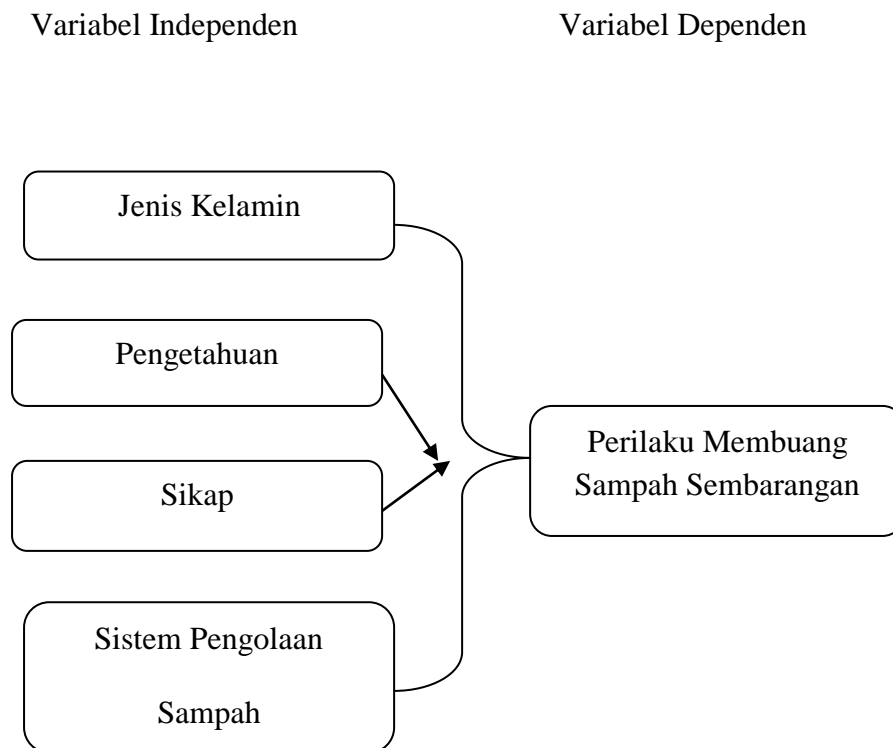 Variabel Independen
Variabel Dependen
Jenis Kelamin
Pengetahuan
Sikap
Sistem Pengolaan
Sampah
Perilaku Membuang
Sampah Sembarangan